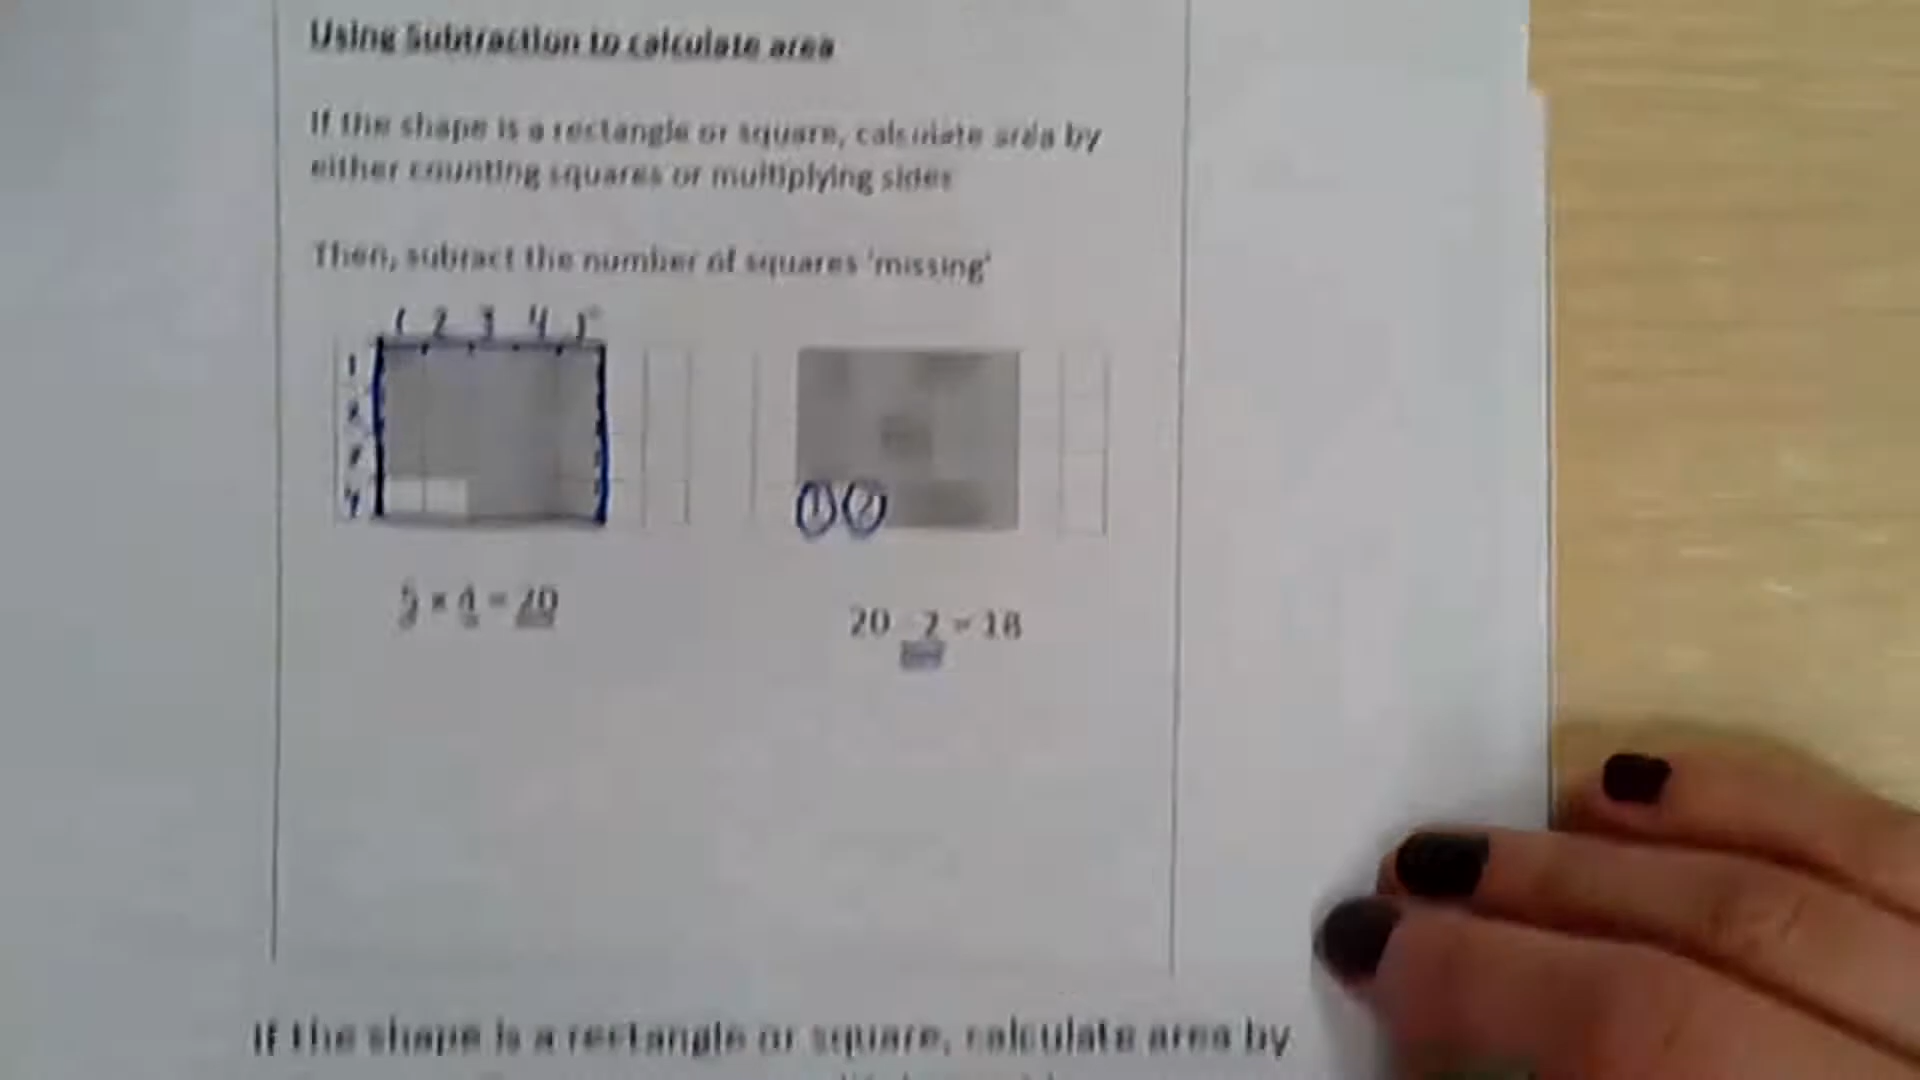 Using Subtraction to calculate area
If the shape is a rectangle or square, calculate area by
either counting squares or multiplying sides
Then, subract the number of squares 'missing'
1 2 3 4 5
1
2
3
4
1 2
5 × 4 = 20
20 2 = 18
If the shape is a rectangle or square, calculate area by